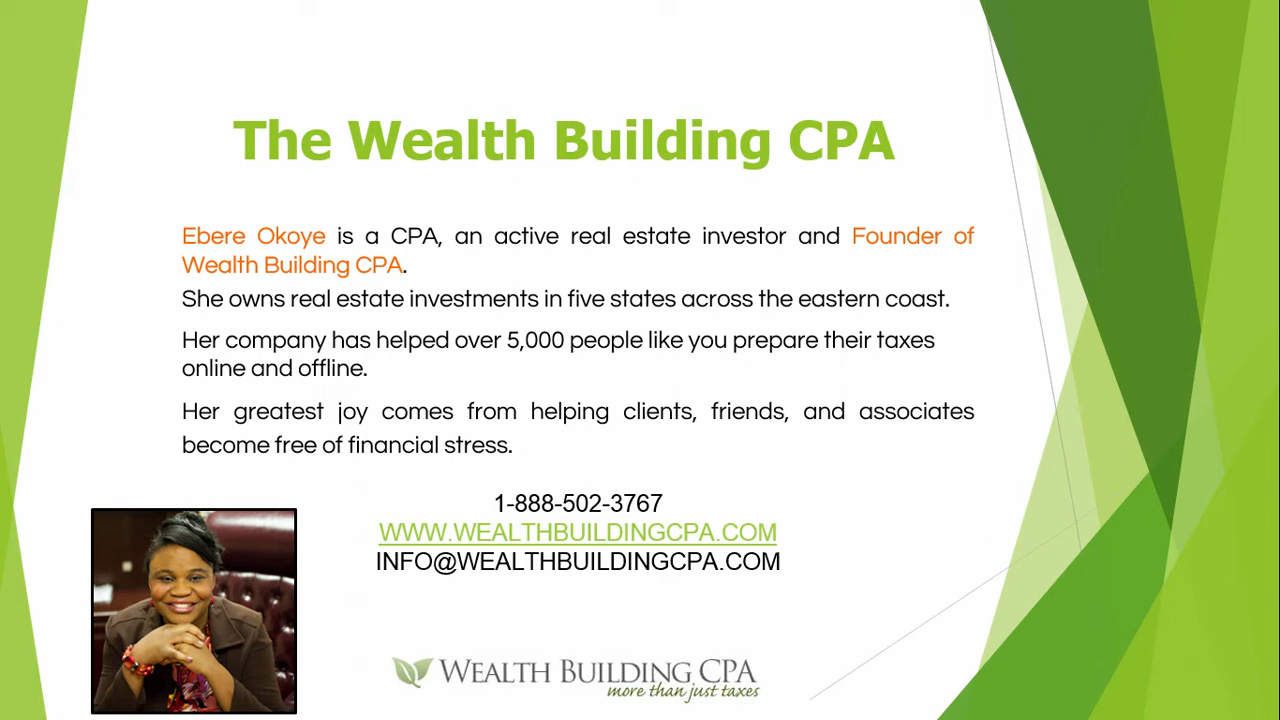 The Wealth Building CPA
Ebere Okoye is a CPA, an active real estate investor and Founder of
Wealth Building CPA.
She owns real estate investments in five states across the eastern coast.
Her company has helped over 5,000 people like you prepare their taxes
online and offline.
Her greatest joy comes from helping clients, friends, and associates
become free of financial stress.
1-888-502-3767
WWW.WEALTHBUILDINGCPA.COM
INFO@WEALTHBUILDINGCPA.COM
WEALTH BUILDING CPA
more than just taxes